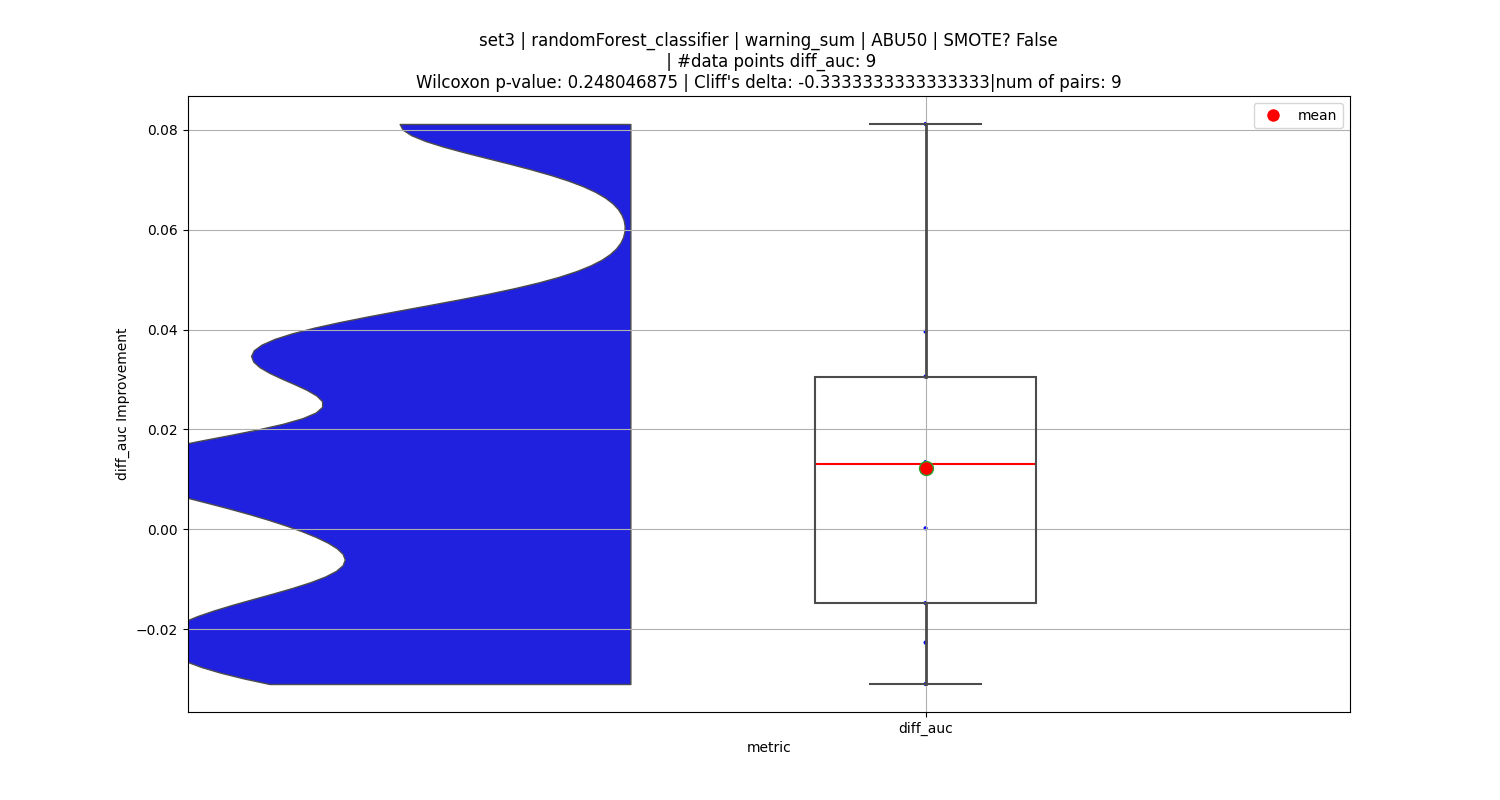 set3 | randomForest_classifier | warning_sum | ABU50 | SMOTE? False
| #data points diff_auc: 9
Wilcoxon p-value: 0.248046875 | Cliff's delta: -0.3333333333333333|num of pairs: 9
mean
0.08
0.06
0.04
0.02
0.00
−0.02
diff_auc Improvement
diff_auc
metric